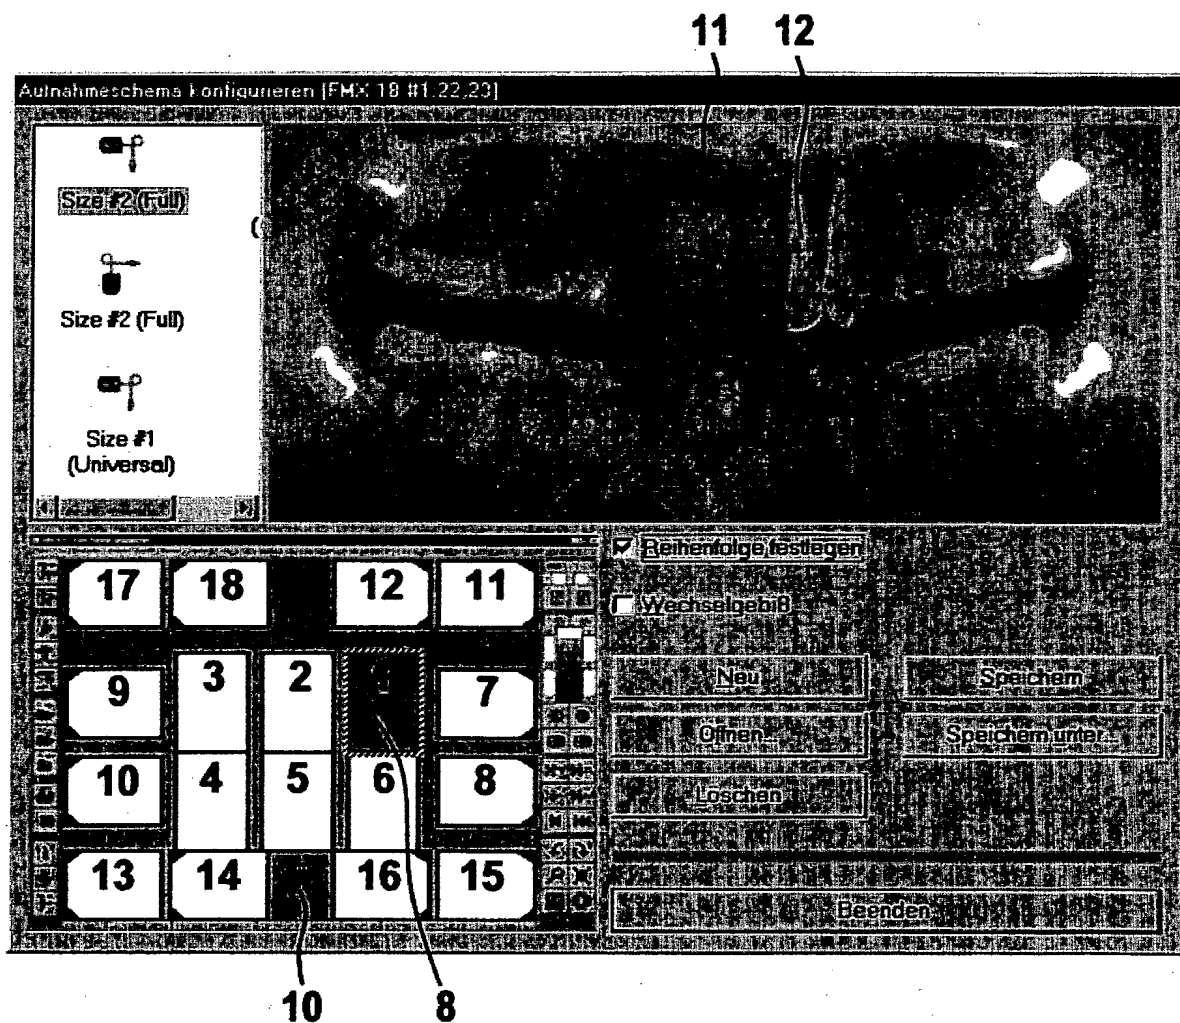 11 12
Aufnahmeschema konfigurieren [FMX 18 #1.22,23]
Size #2 (Full)
(
Size #2 (Full)
Size #1
(Universal)
Reihenfolge festlegen
Wechselgebiß
17 18 12 11
3 2 1
9 7
4 5 6
10 8
13 14 16 15
Neu Speichern
Öffnen Speichern unter...
Löschen
Beenden
10 8